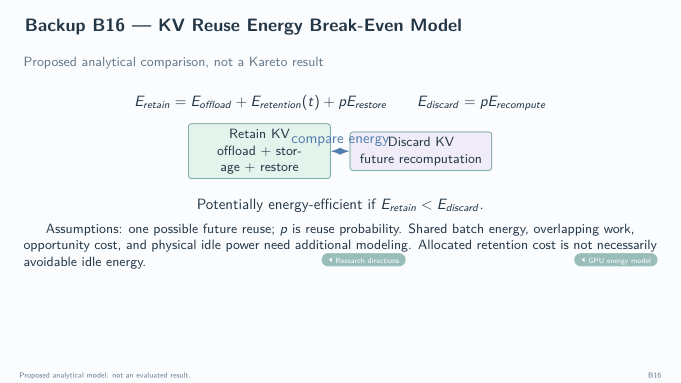 Backup B16 — KV Reuse Energy Break-Even Model
Proposed analytical comparison, not a Kareto result
E_retain = E_offload + E_retention(t) + pE_restore    E_discard = pE_recompute
Retain KV
offload + stor-
age + restore
compare energy
Discard KV
future recomputation
Potentially energy-efficient if E_retain < E_discard.
Assumptions: one possible future reuse; p is reuse probability. Shared batch energy, overlapping work,
opportunity cost, and physical idle power need additional modeling. Allocated retention cost is not necessarily
avoidable idle energy.
Research directions
GPU energy model
Proposed analytical model: not an evaluated result.
B16